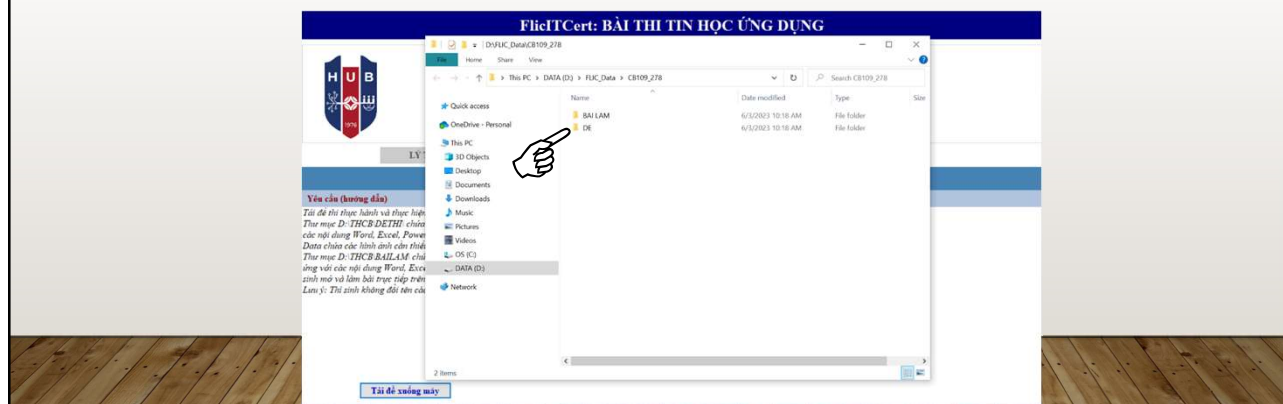 FlicITCert: BÀI THI TIN HỌC ỨNG DỤNG
D:\FLIC_Data\CB109_278
File Home Share View
This PC > DATA (D:) > FLIC_Data > CB109_278
Search CB109_278
Name Date modified Type Size
Quick access
OneDrive - Personal
This PC
3D Objects
Desktop
Documents
Downloads
Music
Pictures
Videos
OS (C:)
DATA (D:)
Network
BAI LAM 6/3/2023 10:18 AM File folder
DE 6/3/2023 10:18 AM File folder
2 items
HUB
1976
LÝ
Yêu cầu (hướng dẫn)
Tải đề thi thực hành và thực hiện
Thư mục D:\THCB\DETHI: chứa
các nội dung Word, Excel, Power
Data chứa các hình ảnh cần thiế
Thư mục D:\THCB\BAILAM: chứ
ứng với các nội dung Word, Exce
sinh mở và làm bài trực tiếp trên
Lưu ý: Thí sinh không đổi tên các
Tải đề xuống máy